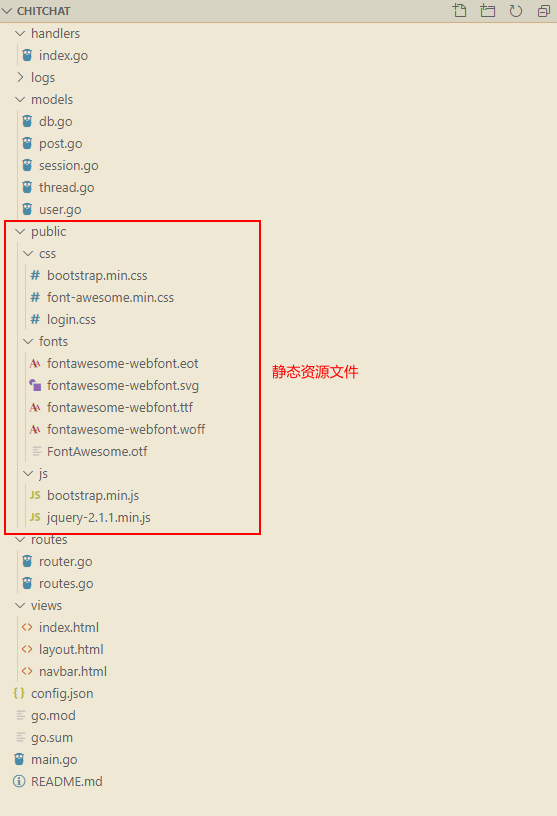 CHITCHAT
handlers
index.go
logs
models
db.go
post.go
session.go
thread.go
user.go
public
css
# bootstrap.min.css
# font-awesome.min.css
# login.css
fonts
fontawesome-webfont.eot
静态资源文件
fontawesome-webfont.svg
fontawesome-webfont.ttf
fontawesome-webfont.woff
FontAwesome.otf
js
JS bootstrap.min.js
JS jquery-2.1.1.min.js
routes
router.go
routes.go
views
<> index.html
<> layout.html
<> navbar.html
{} config.json
go.mod
go.sum
main.go
README.md